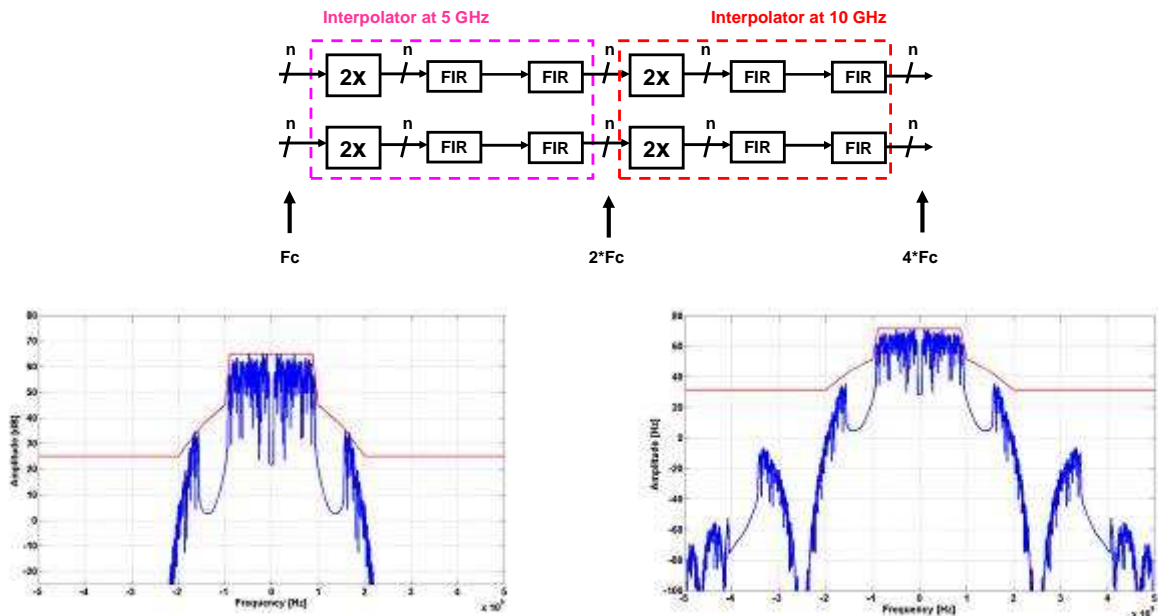 Interpolator at 5 GHz
Interpolator at 10 GHz
n n n n n
2X FIR FIR 2X FIR FIR
n n n n n
2X FIR FIR 2X FIR FIR
Fc 2*Fc 4*Fc
80
70
60
50
40
30
20
10
0
-10
-20
-5 -4 -3 -2 -1 0 1 2 3 4 5
Frequency [Hz]
80
60
40
20
0
-20
-40
-60
-80
-100
Amplitude [Hz]
-5 -4 -3 -2 -1 0 1 2 3 4 5
Frequency [Hz]